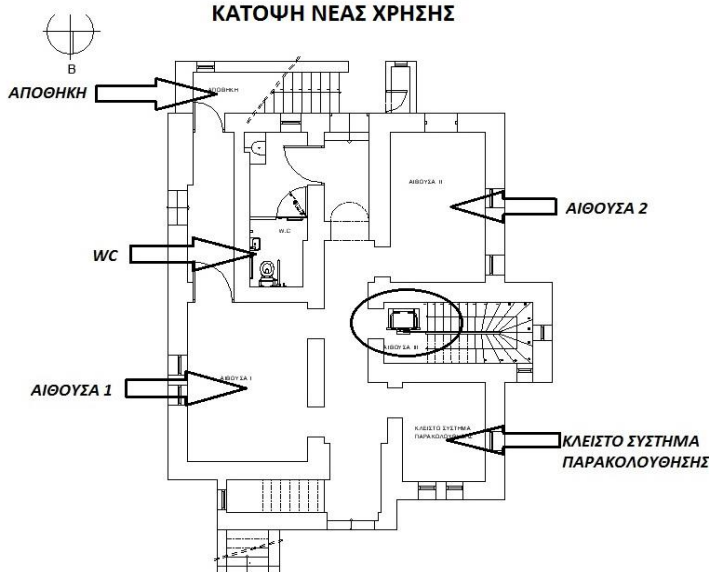 ΚΑΤΟΨΗ ΝΕΑΣ ΧΡΗΣΗΣ
Β
ΑΠΟΘΗΚΗ
ΑΠΟΘΗΚΗ
ΑΙΘΟΥΣΑ ΙΙ
ΑΙΘΟΥΣΑ 2
W.C
WC
ΑΙΘΟΥΣΑ ΙΙΙ
ΑΙΘΟΥΣΑ Ι
ΑΙΘΟΥΣΑ 1
ΚΛΕΙΣΤΟ ΣΥΣΤΗΜΑ
ΠΑΡΑΚΟΛΟΥΘΗΣΗΣ
ΚΛΕΙΣΤΟ ΣΥΣΤΗΜΑ
ΠΑΡΑΚΟΛΟΥΘΗΣΗΣ